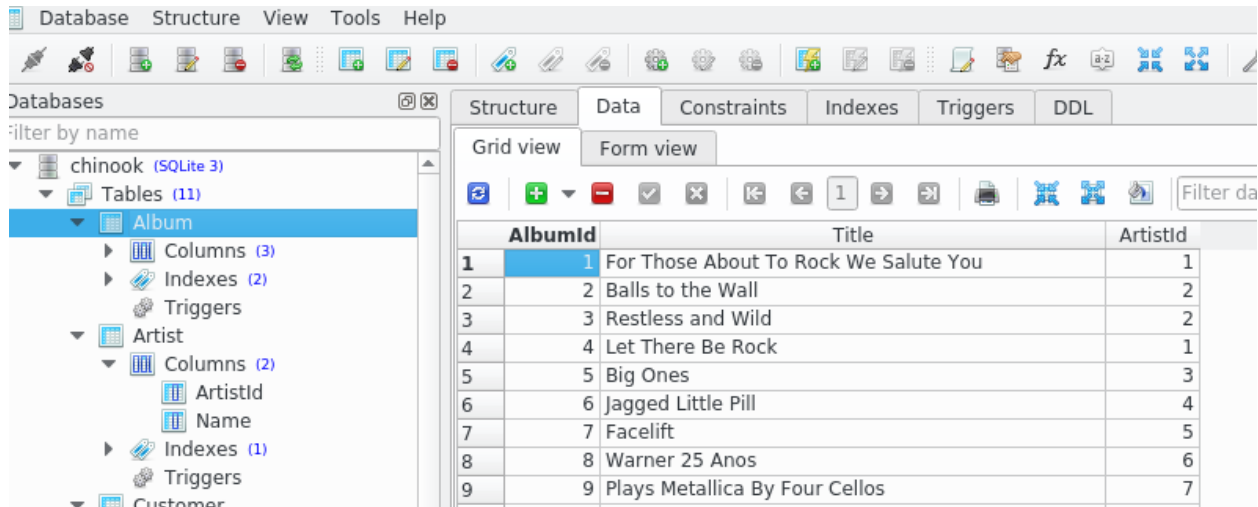 Database Structure View Tools Help
fx a-z
Databases
Filter by name
chinook (SQLite 3)
Tables (11)
Album
Columns (3)
Indexes (2)
Triggers
Artist
Columns (2)
ArtistId
Name
Indexes (1)
Triggers
Customer
Structure Data Constraints Indexes Triggers DDL
Grid view Form view
1 Filter da
AlbumId Title ArtistId
1 1 For Those About To Rock We Salute You 1
2 2 Balls to the Wall 2
3 3 Restless and Wild 2
4 4 Let There Be Rock 1
5 5 Big Ones 3
6 6 Jagged Little Pill 4
7 7 Facelift 5
8 8 Warner 25 Anos 6
9 9 Plays Metallica By Four Cellos 7